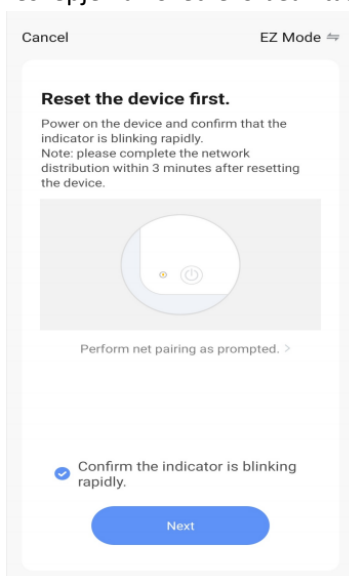 Cancel
EZ Mode ⇋
Reset the device first.
Power on the device and confirm that the
indicator is blinking rapidly.
Note: please complete the network
distribution within 3 minutes after resetting
the device.
Perform net pairing as prompted. >
Confirm the indicator is blinking
rapidly.
Next